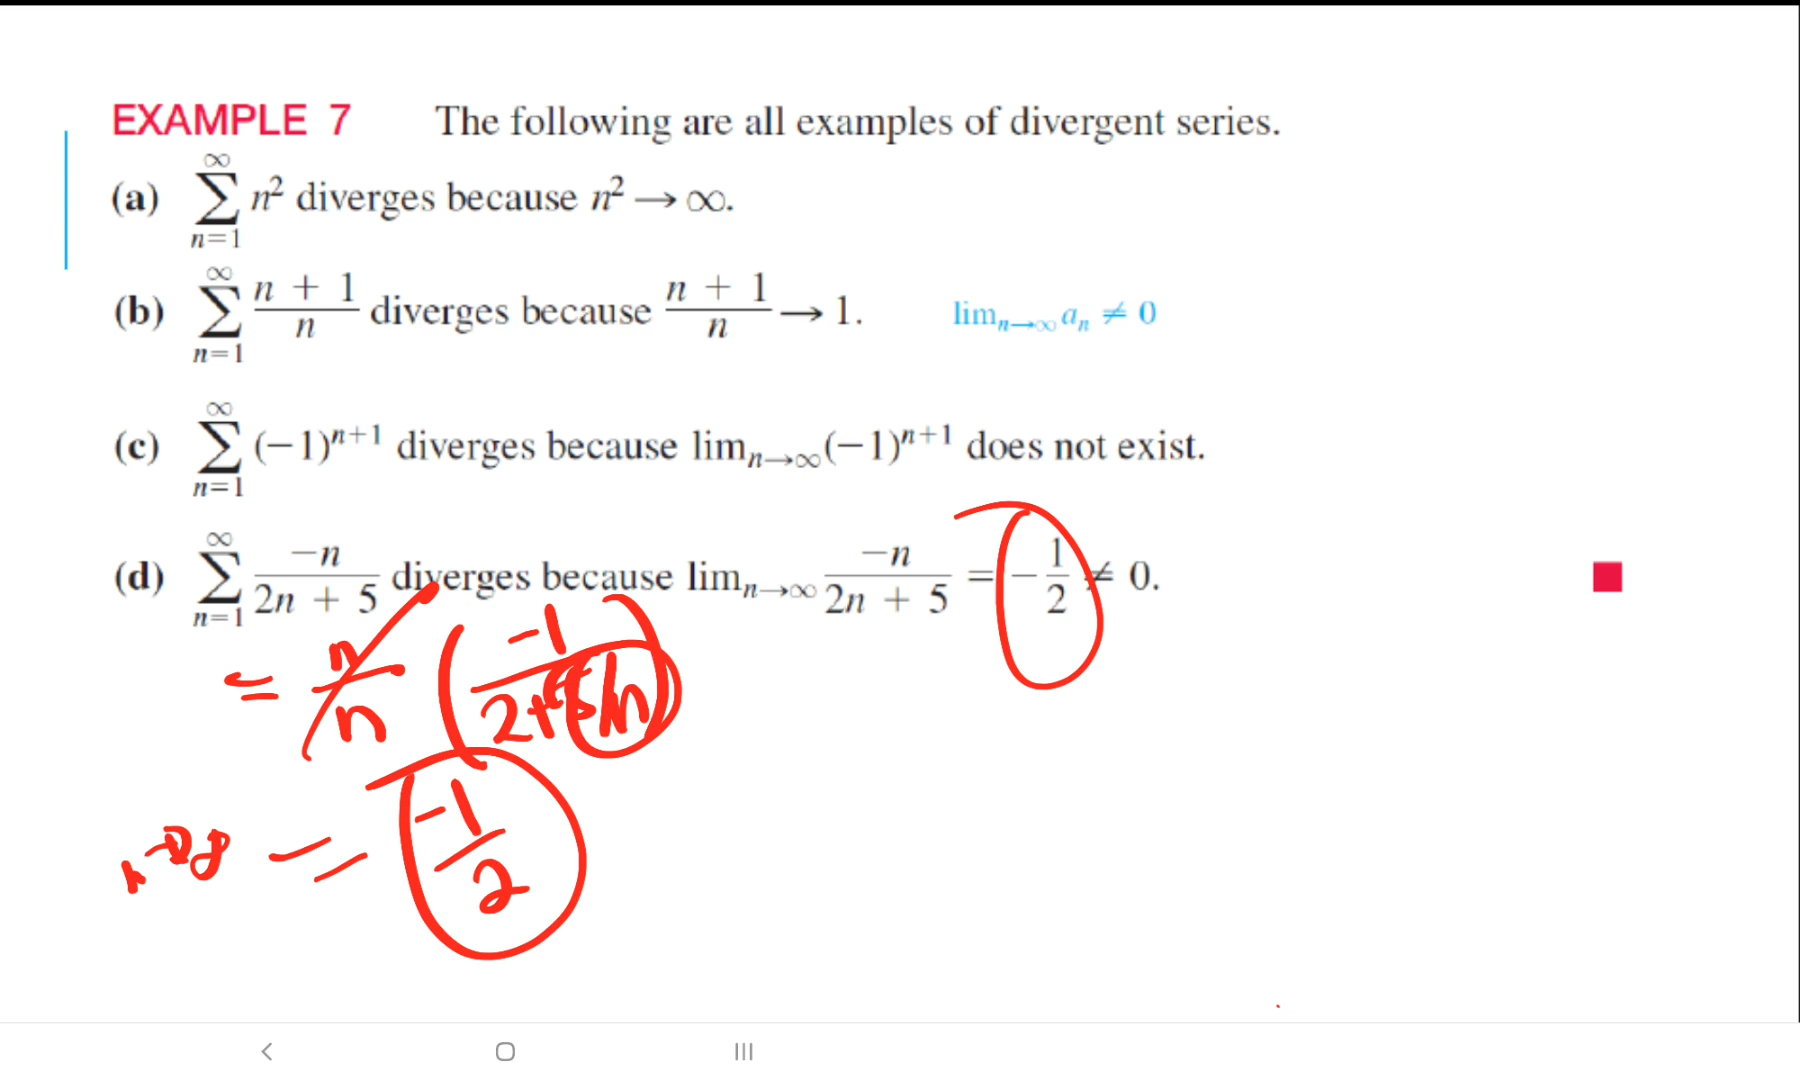 EXAMPLE 7 The following are all examples of divergent series.
(a) ∑_{n=1}^{∞} n² diverges because n² → ∞.
(b) ∑_{n=1}^{∞} (n + 1)/n diverges because (n + 1)/n → 1. lim_{n→∞} a_n ≠ 0
(c) ∑_{n=1}^{∞} (−1)^{n+1} diverges because lim_{n→∞}(−1)^{n+1} does not exist.
(d) ∑_{n=1}^{∞} −n/(2n + 5) diverges because lim_{n→∞} −n/(2n + 5) = −1/2 ≠ 0.
= n/n (−1/(2+5/n))
n→∞ = −1/2